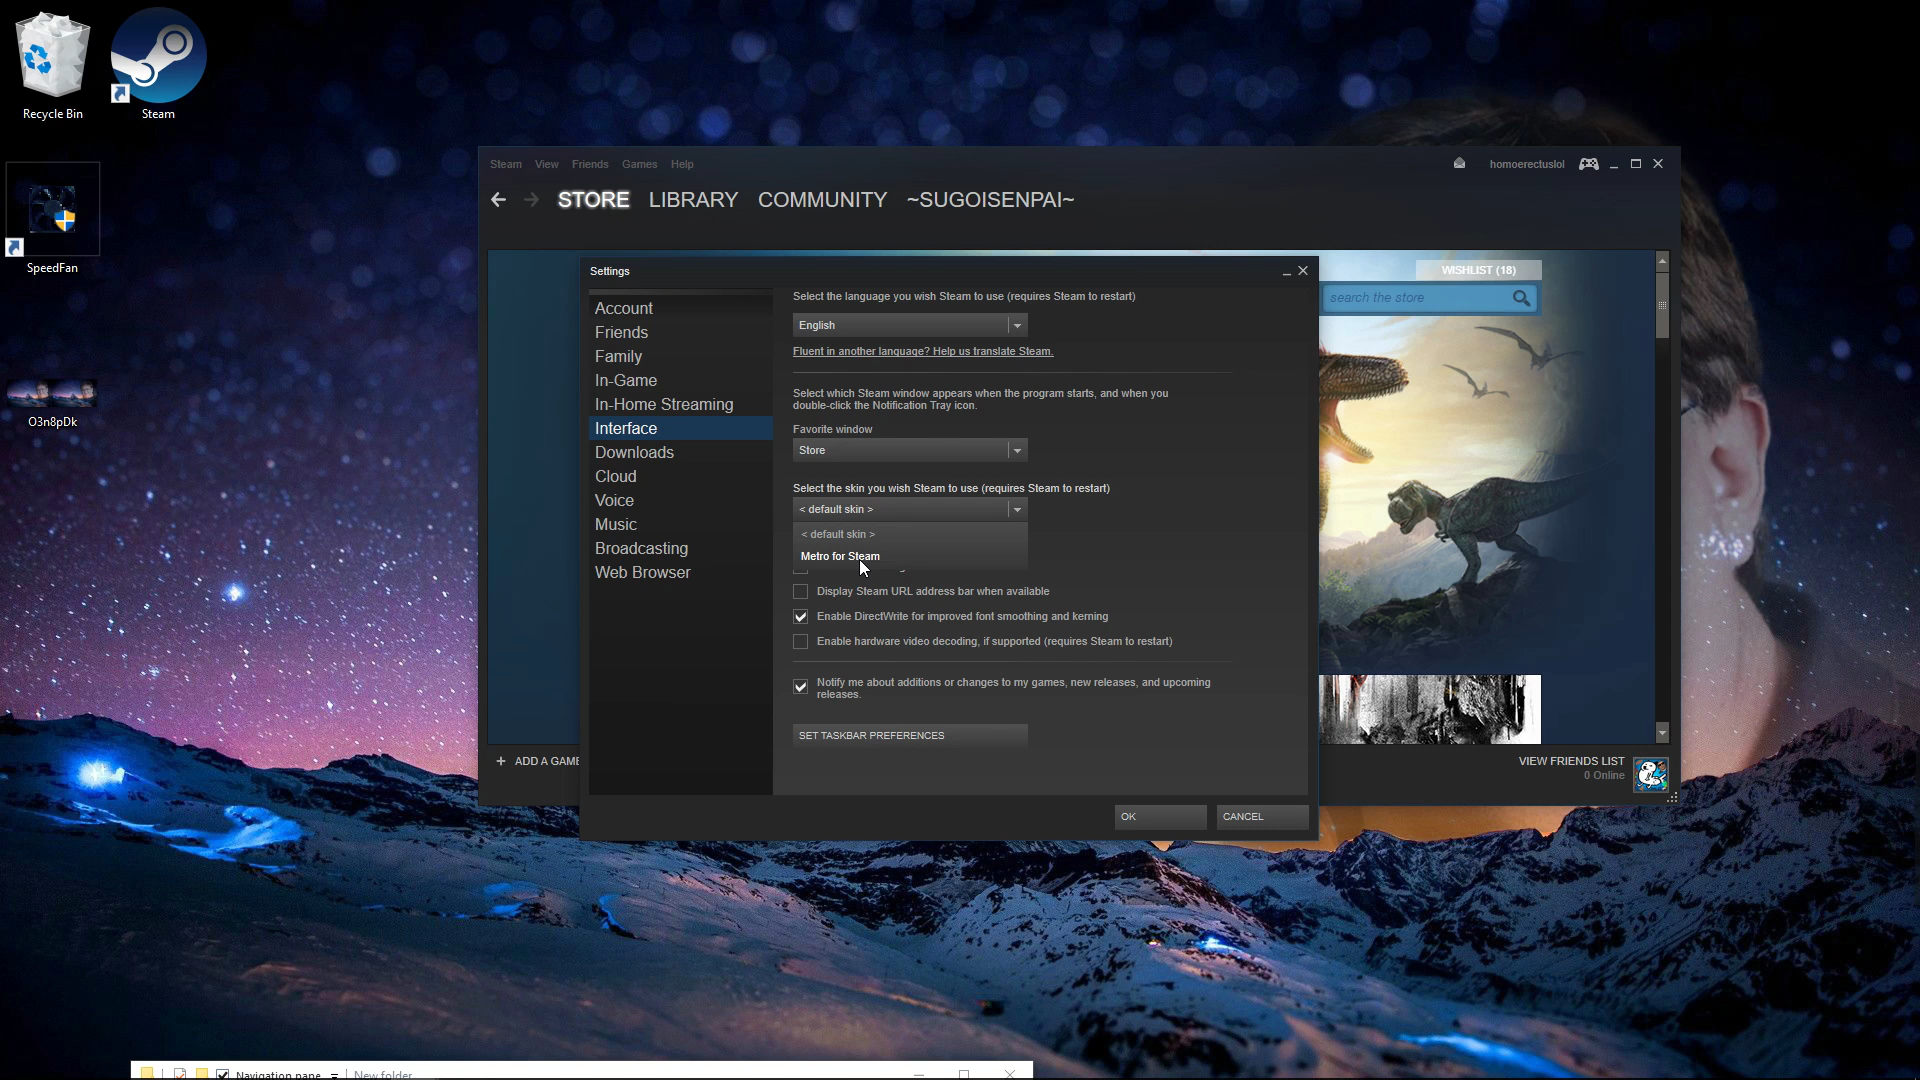 Recycle Bin
Steam
SpeedFan
O3n8pDk
Steam View Friends Games Help
homoerectuslol
STORE LIBRARY COMMUNITY ~SUGOISENPAI~
WISHLIST (18)
search the store
Settings
Account
Friends
Family
In-Game
In-Home Streaming
Interface
Downloads
Cloud
Voice
Music
Broadcasting
Web Browser
Select the language you wish Steam to use (requires Steam to restart)
English
Fluent in another language? Help us translate Steam.
Select which Steam window appears when the program starts, and when you
double-click the Notification Tray icon.
Favorite window
Store
Select the skin you wish Steam to use (requires Steam to restart)
< default skin >
< default skin >
Metro for Steam
Display Steam URL address bar when available
Enable DirectWrite for improved font smoothing and kerning
Enable hardware video decoding, if supported (requires Steam to restart)
Notify me about additions or changes to my games, new releases, and upcoming
releases.
SET TASKBAR PREFERENCES
OK CANCEL
+ ADD A GAME
VIEW FRIENDS LIST
0 Online
Navigation pane
New folder